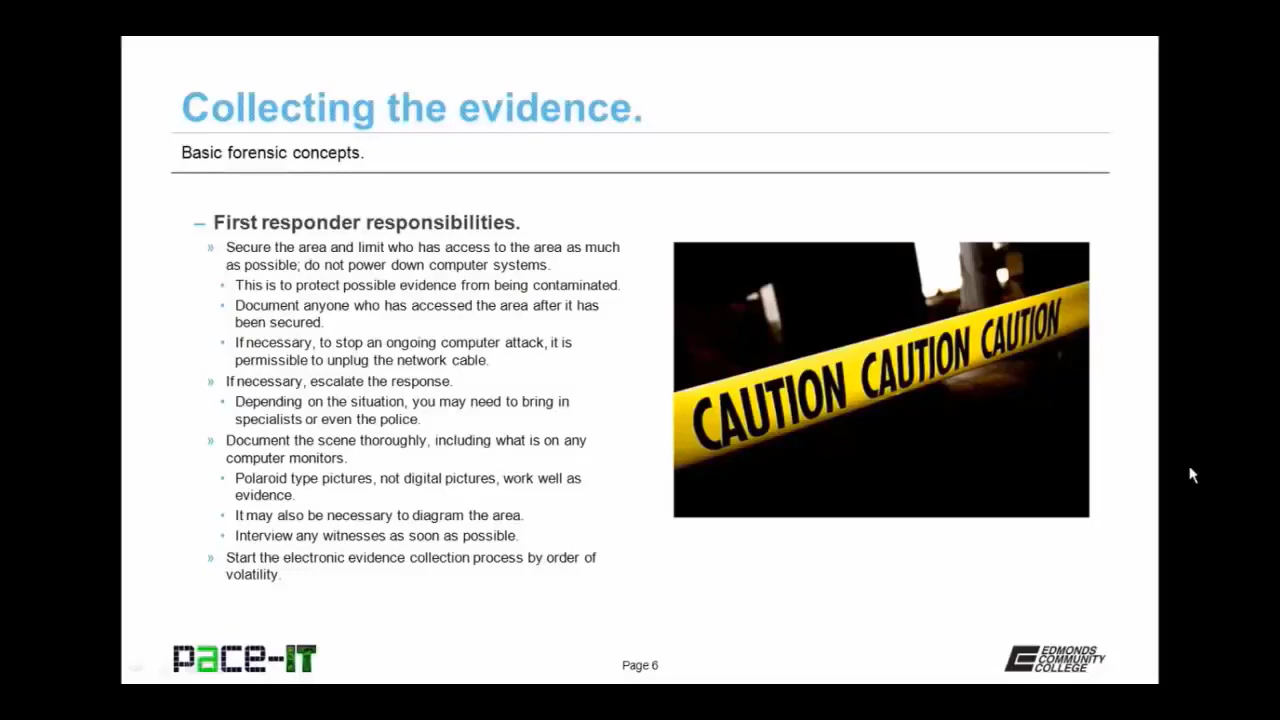 Collecting the evidence.
Basic forensic concepts.
– First responder responsibilities.
» Secure the area and limit who has access to the area as much
as possible; do not power down computer systems.
• This is to protect possible evidence from being contaminated.
• Document anyone who has accessed the area after it has
been secured.
• If necessary, to stop an ongoing computer attack, it is
permissible to unplug the network cable.
» If necessary, escalate the response.
• Depending on the situation, you may need to bring in
specialists or even the police.
» Document the scene thoroughly, including what is on any
computer monitors.
• Polaroid type pictures, not digital pictures, work well as
evidence.
• It may also be necessary to diagram the area.
• Interview any witnesses as soon as possible.
» Start the electronic evidence collection process by order of
volatility.
CAUTION CAUTION CAUTION
pace-IT
Page 6
EDMONDS
COMMUNITY
COLLEGE